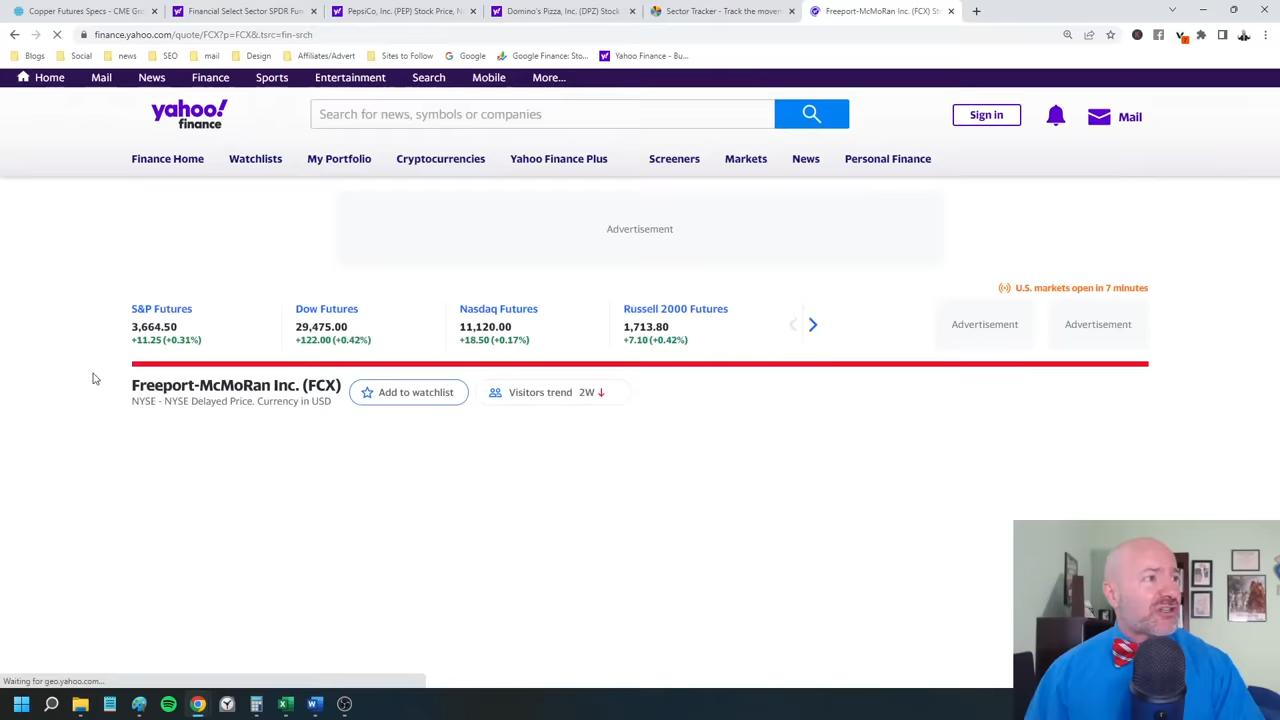 Copper Futures Specs - CME Gro
Financial Select Sector SPDR Fun
PepsiCo, Inc. (PEP) Stock Price, N
Domino's Pizza, Inc. (DPZ) Stock
Sector Tracker - Track the movem
Freeport-McMoRan Inc. (FCX) St
finance.yahoo.com/quote/FCX?p=FCX&.tsrc=fin-srch
Blogs
Social
news
SEO
mail
Design
Affiliates/Advert
Sites to Follow
Google
Google Finance: Sto...
Yahoo Finance - Bu...
Home
Mail
News
Finance
Sports
Entertainment
Search
Mobile
More...
yahoo!
finance
Search for news, symbols or companies
Sign in
Mail
Finance Home
Watchlists
My Portfolio
Cryptocurrencies
Yahoo Finance Plus
Screeners
Markets
News
Personal Finance
Advertisement
U.S. markets open in 7 minutes
S&P Futures
3,664.50
+11.25 (+0.31%)
Dow Futures
29,475.00
+122.00 (+0.42%)
Nasdaq Futures
11,120.00
+18.50 (+0.17%)
Russell 2000 Futures
1,713.80
+7.10 (+0.42%)
Advertisement
Advertisement
Freeport-McMoRan Inc. (FCX)
NYSE - NYSE Delayed Price. Currency in USD
Add to watchlist
Visitors trend 2W
Waiting for geo.yahoo.com...